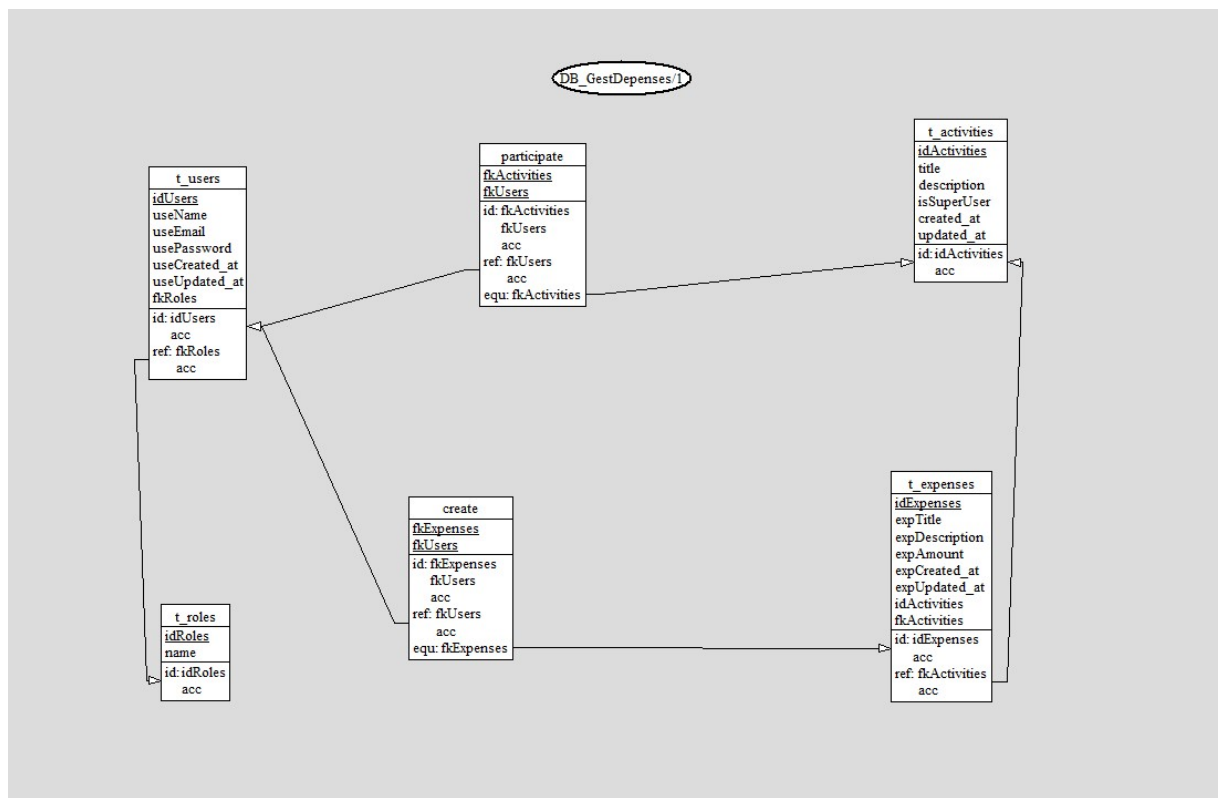 DB_GestDepenses/1
t_users
idUsers
useName
useEmail
usePassword
useCreated_at
useUpdated_at
fkRoles
id: idUsers
acc
ref: fkRoles
acc
participate
fkActivities
fkUsers
id: fkActivities
fkUsers
acc
ref: fkUsers
acc
equ: fkActivities
t_activities
idActivities
title
description
isSuperUser
created_at
updated_at
id: idActivities
acc
t_roles
idRoles
name
id: idRoles
acc
create
fkExpenses
fkUsers
id: fkExpenses
fkUsers
acc
ref: fkUsers
acc
equ: fkExpenses
t_expenses
idExpenses
expTitle
expDescription
expAmount
expCreated_at
expUpdated_at
idActivities
fkActivities
id: idExpenses
acc
ref: fkActivities
acc